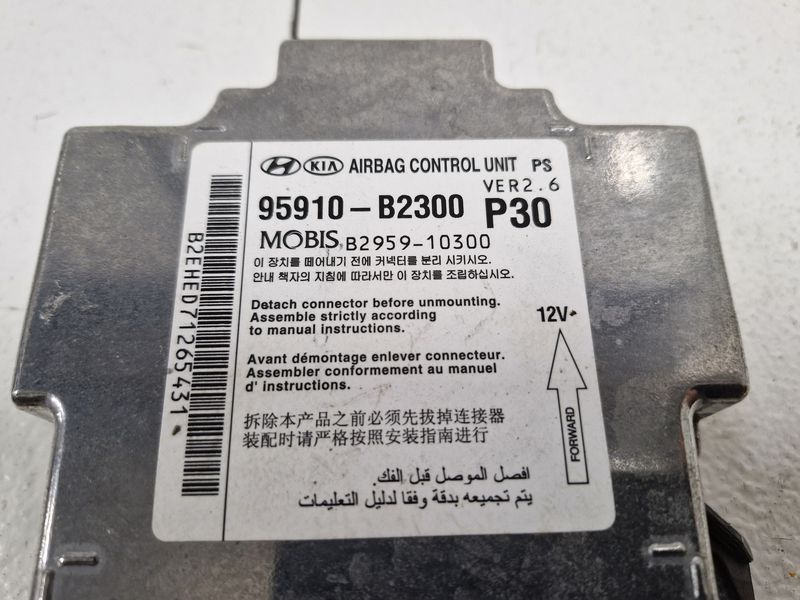 KIA AIRBAG CONTROL UNIT PS
VER2.6
95910-B2300 P30
MOBIS B2959-10300
이 장치를 떼어내기 전에 커넥터를 분리 시키시오.
안내 책자의 지침에 따라서만 이 장치를 조립하십시오.
Detach connector before unmounting.
Assemble strictly according
to manual instructions.
12V
Avant démontage enlever connecteur.
Assembler conformement au manuel
d' instructions.
拆除本产品之前必须先拔掉连接器
装配时请严格按照安装指南进行
افصل الموصل قبل الفك.
يتم تجميعه بدقة وفقا لدليل التعليمات
FORWARD
B2EHED71265431